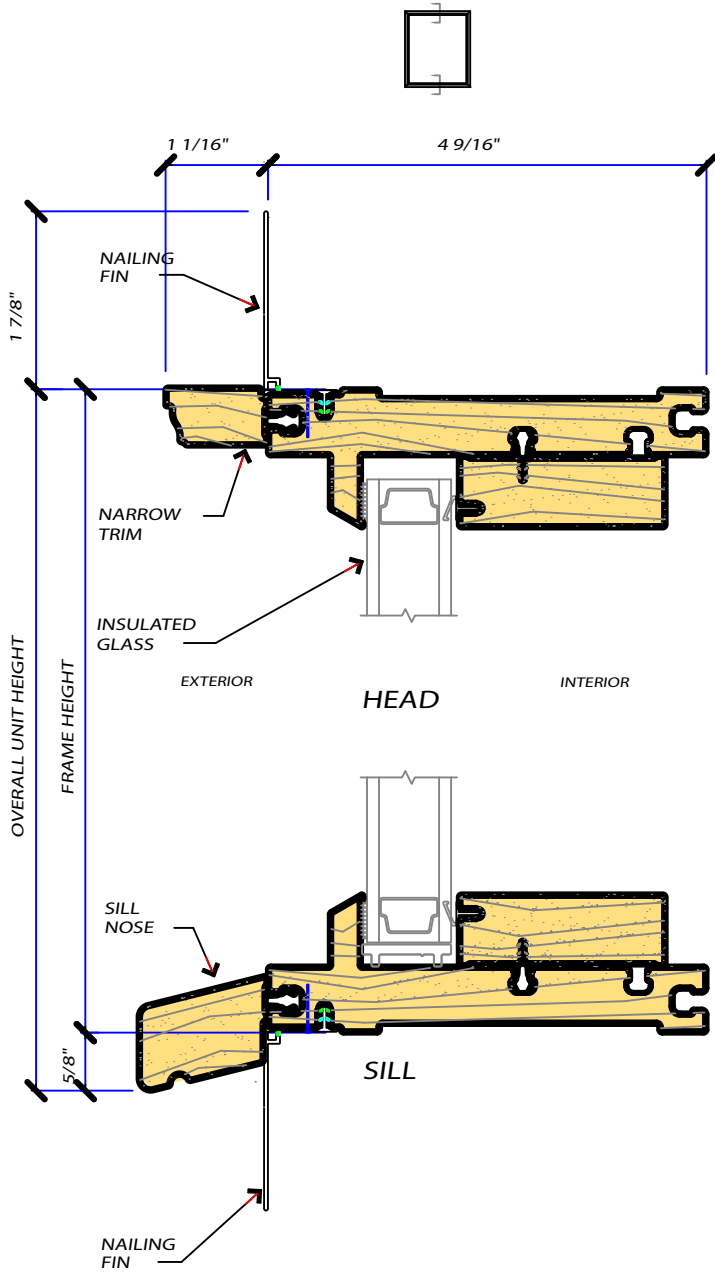 1 1/16"
4 9/16"
NAILING
FIN
1 7/8"
NARROW
TRIM
INSULATED
GLASS
EXTERIOR
INTERIOR
HEAD
OVERALL UNIT HEIGHT
FRAME HEIGHT
SILL
NOSE
5/8"
SILL
NAILING
FIN